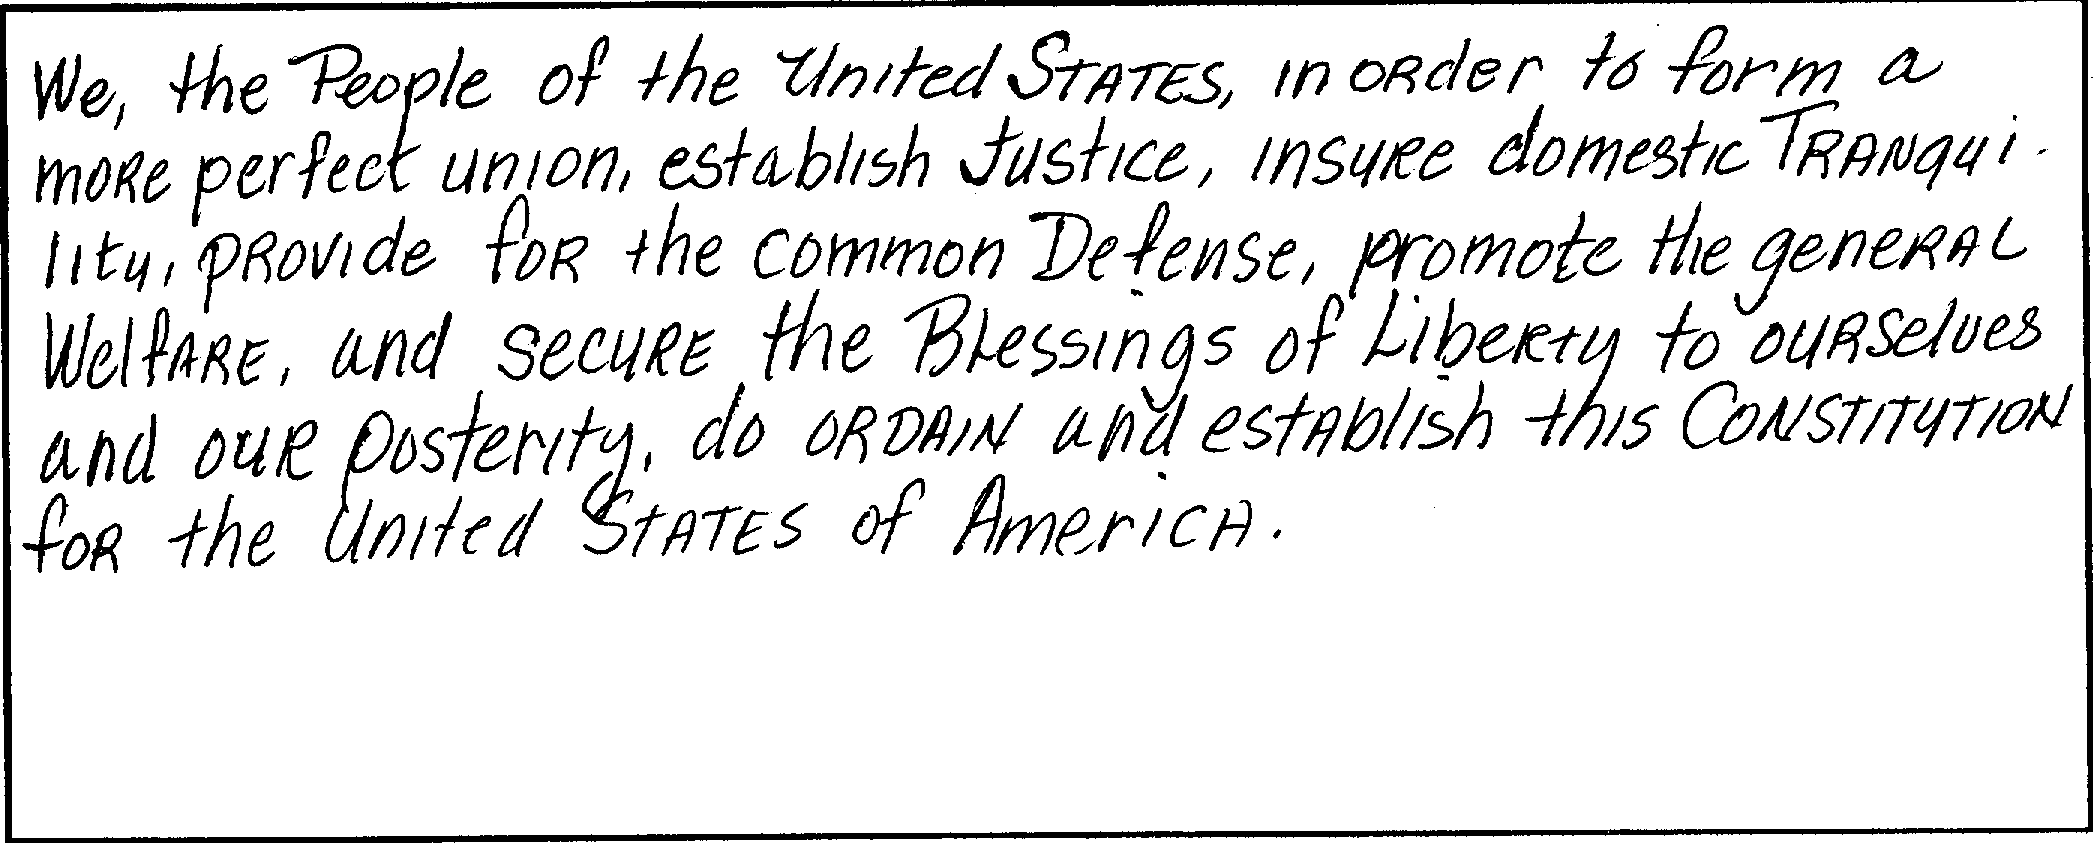 We, the People of the United STATES, in ORder to form a
moRe perfect union, establish Justice, insuRe domestic TRANqui-
lity, pROvide foR the common Defense, promote the geneRAL
WelfARE, and secuRE the BLessings of LibeRty to ouRselves
and ouR posterity, do ORDAIN and estAblish this CONSTITUTION
foR the United STATES of AmericA.